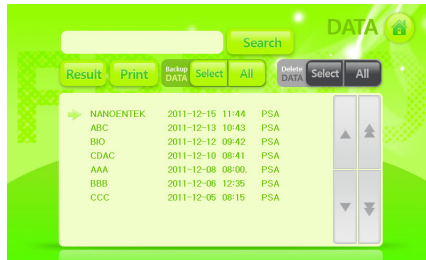 DATA
Search
Result Print Backup DATA Select All Delete DATA Select All
NANOENTEK 2011-12-15 11:44 PSA
ABC 2011-12-13 10:43 PSA
BIO 2011-12-12 09:42 PSA
CDAC 2011-12-10 08:41 PSA
AAA 2011-12-08 08:00. PSA
BBB 2011-12-06 12:35 PSA
CCC 2011-12-05 08:15 PSA